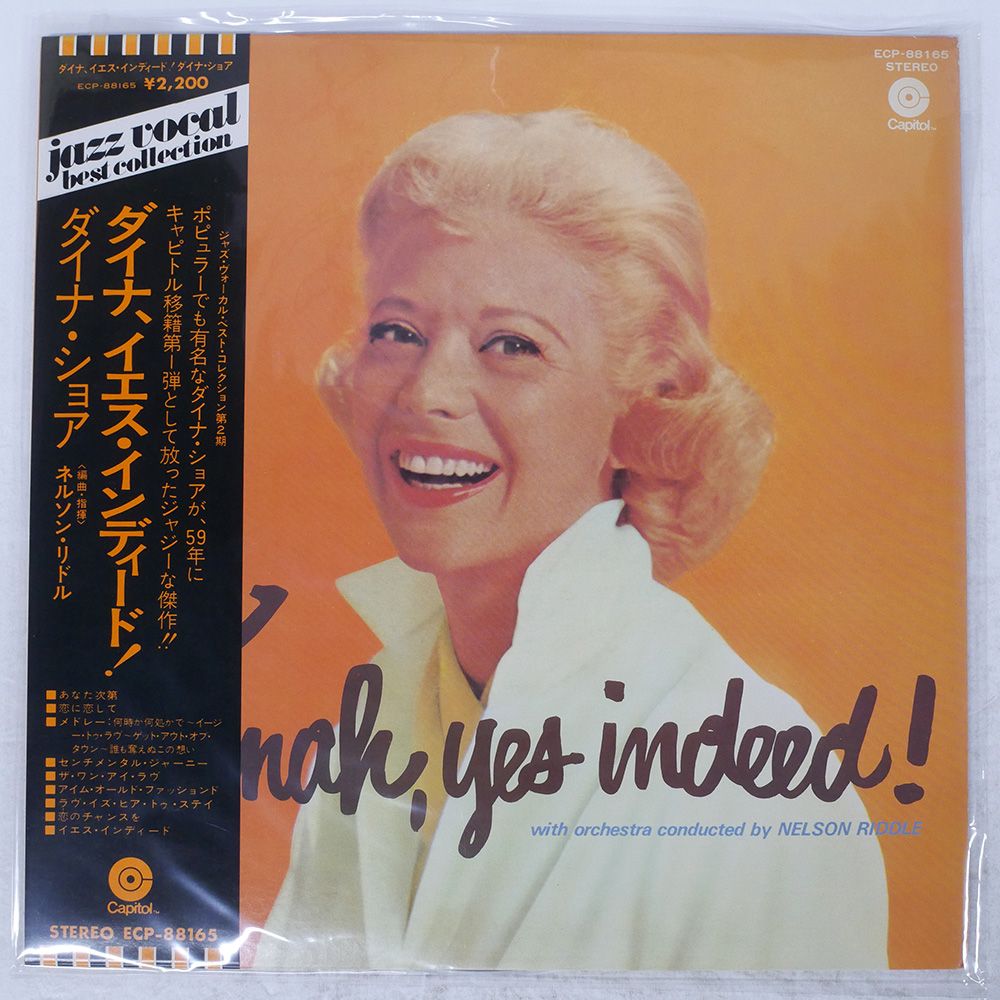 ダイナ、イエス・インディード！ ダイナ・ショア
ECP-88165 ¥2,200
jazz vocal
best collection
ジャズ・ヴォーカル・ベスト・コレクション第2期
ポピュラーでも有名なダイナ・ショアが、59年に
キャピトル移籍第1弾として放ったジャジーな傑作!!
ダイナ、イエス・インディード！
ダイナ・ショア
〈編曲・指揮〉
ネルソン・リドル
■あなた次第
■恋に恋して
■メドレー：何時か何処かで〜イージ
ー・トゥ・ラヴ〜ゲット・アウト・オブ・
タウン〜誰も奪えぬこの想い
■センチメンタル・ジャーニー
■ザ・ワン・アイ・ラヴ
■アイム・オールド・ファッションド
■ラヴ・イズ・ヒア・トゥ・ステイ
■恋のチャンスを
■イエス・インディード
Capitol
STEREO ECP-88165
ECP-88165
STEREO
Capitol
nah, yes indeed!
with orchestra conducted by NELSON RIDDLE